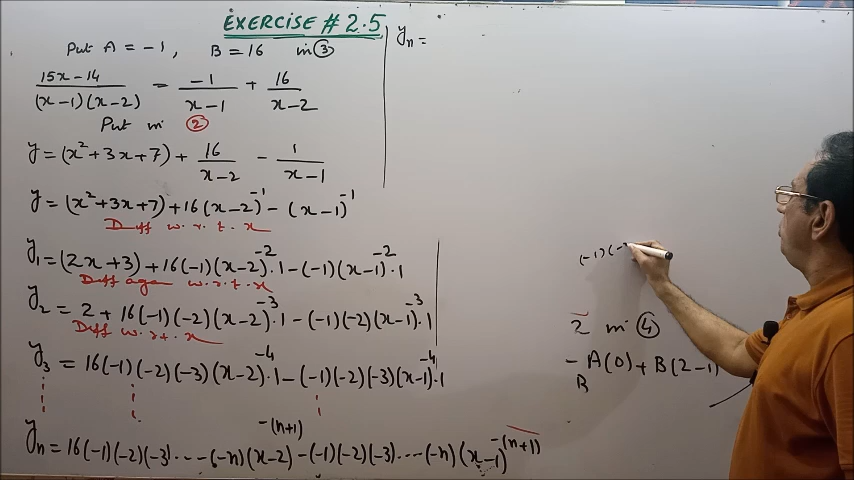 EXERCISE # 2.5
Put A = -1, B = 16 in ③
(15x-14)/((x-1)(x-2)) = -1/(x-1) + 16/(x-2)
Put in ②
y = (x²+3x+7) + 16/(x-2) - 1/(x-1)
y = (x²+3x+7) + 16(x-2)⁻¹ - (x-1)⁻¹
Diff w.r.t. x
y₁ = (2x+3) + 16(-1)(x-2)⁻²·1 - (-1)(x-1)⁻²·1
Diff again w.r.t. x
y₂ = 2 + 16(-1)(-2)(x-2)⁻³·1 - (-1)(-2)(x-1)⁻³·1
Diff w.r.t. x
y₃ = 16(-1)(-2)(-3)(x-2)⁻⁴·1 - (-1)(-2)(-3)(x-1)⁻⁴·1
yₙ = 16(-1)(-2)(-3)....(-n)(x-2)^-(n+1) - (-1)(-2)(-3)....(-n)(x-1)^-(n+1)
yₙ =
(-1)(-
2 in ④
- A(0) + B(2-1)
B